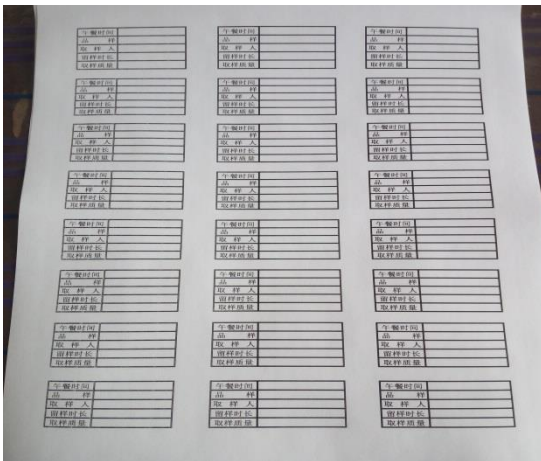 午餐时间 午餐时间 午餐时间
品 样 品 样 品 样
取 样 人 取 样 人 取 样 人
留样时长 留样时长 留样时长
取样质量 取样质量 取样质量
午餐时间 午餐时间 午餐时间
品 样 品 样 品 样
取 样 人 取 样 人 取 样 人
留样时长 留样时长 留样时长
取样质量 取样质量 取样质量
午餐时间 午餐时间 午餐时间
品 样 品 样 品 样
取 样 人 取 样 人 取 样 人
留样时长 留样时长 留样时长
取样质量 取样质量 取样质量
午餐时间 午餐时间 午餐时间
品 样 品 样 品 样
取 样 人 取 样 人 取 样 人
留样时长 留样时长 留样时长
取样质量 取样质量 取样质量
午餐时间 午餐时间 午餐时间
品 样 品 样 品 样
取 样 人 取 样 人 取 样 人
留样时长 留样时长 留样时长
取样质量 取样质量 取样质量
午餐时间 午餐时间 午餐时间
品 样 品 样 品 样
取 样 人 取 样 人 取 样 人
留样时长 留样时长 留样时长
取样质量 取样质量 取样质量
午餐时间 午餐时间 午餐时间
品 样 品 样 品 样
取 样 人 取 样 人 取 样 人
留样时长 留样时长 留样时长
取样质量 取样质量 取样质量
午餐时间 午餐时间 午餐时间
品 样 品 样 品 样
取 样 人 取 样 人 取 样 人
留样时长 留样时长 留样时长
取样质量 取样质量 取样质量